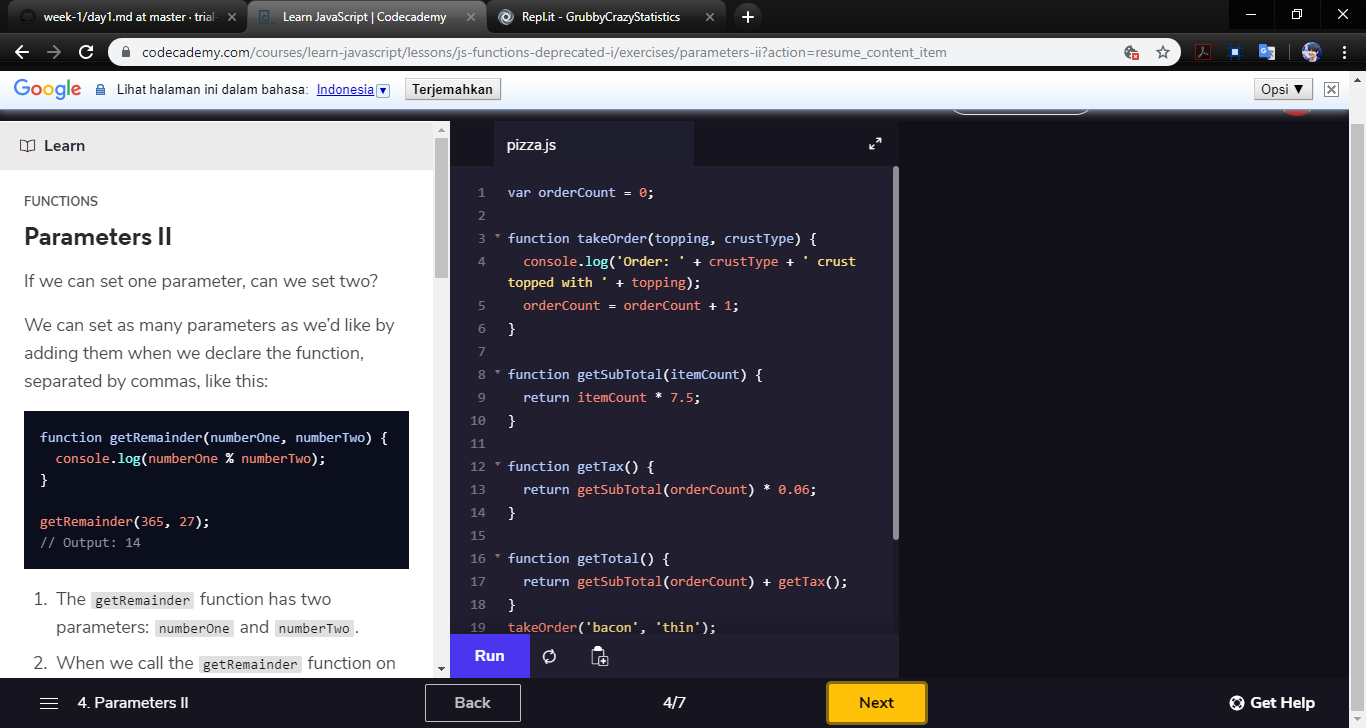 week-1/day1.md at master · trial-
Learn JavaScript | Codecademy
Repl.it - GrubbyCrazyStatistics
codecademy.com/courses/learn-javascript/lessons/js-functions-deprecated-i/exercises/parameters-ii?action=resume_content_item
Google Lihat halaman ini dalam bahasa: Indonesia Terjemahkan Opsi ▼
Learn
FUNCTIONS
Parameters II
If we can set one parameter, can we set two?
We can set as many parameters as we'd like by
adding them when we declare the function,
separated by commas, like this:
function getRemainder(numberOne, numberTwo) {
  console.log(numberOne % numberTwo);
}
getRemainder(365, 27);
// Output: 14
1. The getRemainder function has two
parameters: numberOne and numberTwo.
2. When we call the getRemainder function on
pizza.js
1 var orderCount = 0;
2
3 function takeOrder(topping, crustType) {
4   console.log('Order: ' + crustType + ' crust
topped with ' + topping);
5   orderCount = orderCount + 1;
6 }
7
8 function getSubTotal(itemCount) {
9   return itemCount * 7.5;
10 }
11
12 function getTax() {
13   return getSubTotal(orderCount) * 0.06;
14 }
15
16 function getTotal() {
17   return getSubTotal(orderCount) + getTax();
18 }
19 takeOrder('bacon', 'thin');
Run
4. Parameters II
Back
4/7
Next
Get Help